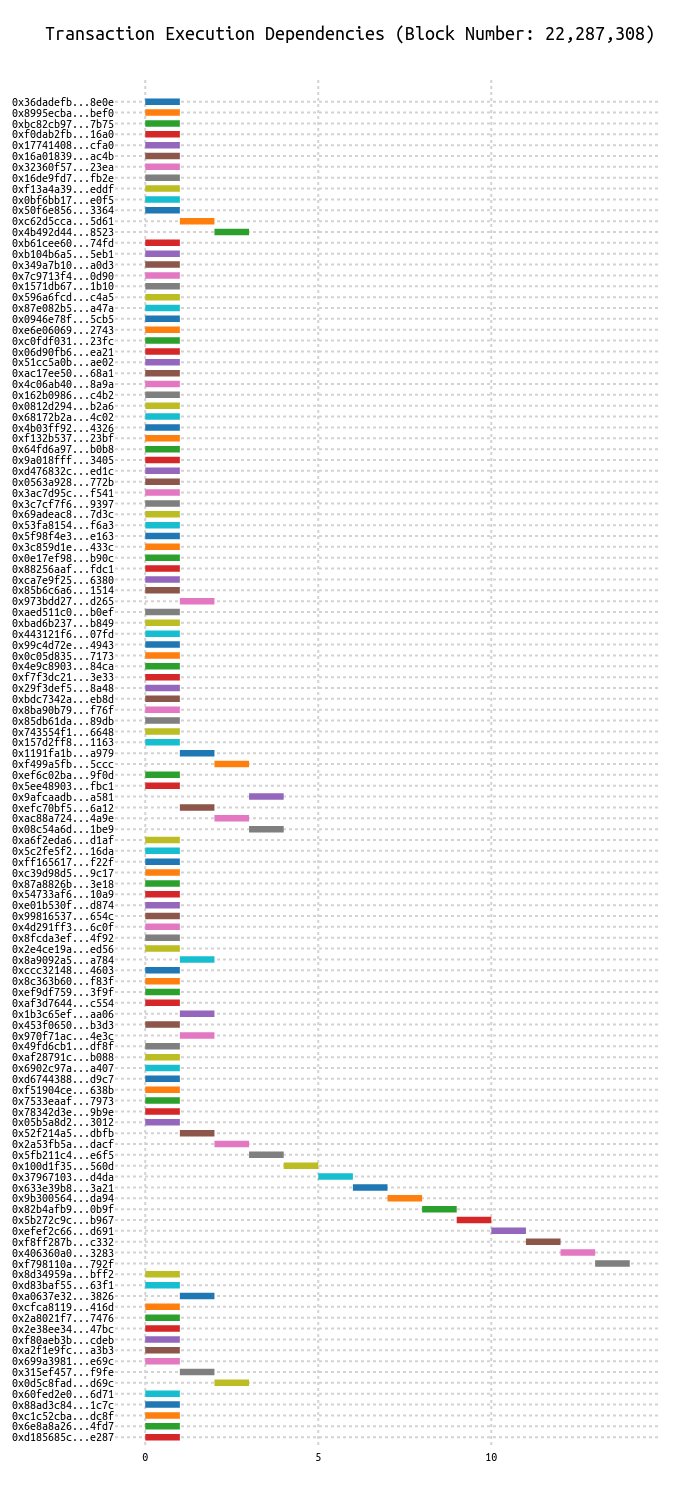 Transaction Execution Dependencies (Block Number: 22,287,308)
0x36dadefb...8e0e
0x8995ecba...bef0
0xbc82cb97...7b75
0xf0dab2fb...16a0
0x17741408...cfa0
0x16a01839...ac4b
0x32360f57...23ea
0x16de9fd7...fb2e
0xf13a4a39...eddf
0x0bf6bb17...e0f5
0x50f6e856...3364
0xc62d5cca...5d61
0x4b492d44...8523
0xb61cee60...74fd
0xb104b6a5...5eb1
0x349a7b10...a0d3
0x7c9713f4...0d90
0x1571db67...1b10
0x596a6fcd...c4a5
0x87e082b5...a47a
0x0946e78f...5cb5
0xe6e06069...2743
0xc0fdf031...23fc
0x06d90fb6...ea21
0x51cc5a0b...ae02
0xac17ee50...68a1
0x4c06ab40...8a9a
0x162b0986...c4b2
0x0812d294...b2a6
0x68172b2a...4c02
0x4b03ff92...4326
0xf132b537...23bf
0x64fd6a97...b0b8
0x9a018fff...3405
0xd476832c...ed1c
0x0563a928...772b
0x3ac7d95c...f541
0x3c7cf7f6...9397
0x69adeac8...7d3c
0x53fa8154...f6a3
0x5f98f4e3...e163
0x3c859d1e...433c
0x0e17ef98...b90c
0x88256aaf...fdc1
0xca7e9f25...6380
0x85b6c6a6...1514
0x973bdd27...d265
0xaed511c0...b0ef
0xbad6b237...b849
0x443121f6...07fd
0x99c4d72e...4943
0x0c05d835...7173
0x4e9c8903...84ca
0xf7f3dc21...3e33
0x29f3def5...8a48
0xbdc7342a...eb8d
0x8ba90b79...f76f
0x85db61da...89db
0x743554f1...6648
0x157d2ff8...1163
0x1191fa1b...a979
0xf499a5fb...5ccc
0xef6c02ba...9f0d
0x5ee48903...fbc1
0x9afcaadb...a581
0xefc70bf5...6a12
0xac88a724...4a9e
0x08c54a6d...1be9
0xa6f2eda6...d1af
0x5c2fe5f2...16da
0xff165617...f22f
0xc39d98d5...9c17
0x87a8826b...3e18
0x54733af6...10a9
0xe01b530f...d874
0x99816537...654c
0x4d291ff3...6c0f
0x8fcda3ef...4f92
0x2e4ce19a...ed56
0x8a9092a5...a784
0xccc32148...4603
0x8c363b60...f83f
0xef9df759...3f9f
0xaf3d7644...c554
0x1b3c65ef...aa06
0x453f0650...b3d3
0x970f71ac...4e3c
0x49fd6cb1...df8f
0xaf28791c...b088
0x6902c97a...a407
0xd6744388...d9c7
0xf51904ce...638b
0x7533eaaf...7973
0x78342d3e...9b9e
0x05b5a8d2...3012
0x52f214a5...dbfb
0x2a53fb5a...dacf
0x5fb211c4...e6f5
0x100d1f35...560d
0x37967103...d4da
0x633e39b8...3a21
0x9b300564...da94
0x82b4afb9...0b9f
0x5b272c9c...b967
0xefef2c66...d691
0xf8ff287b...c332
0x406360a0...3283
0xf798110a...792f
0x8d34959a...bff2
0xd83baf55...63f1
0xa0637e32...3826
0xcfca8119...416d
0x2a8021f7...7476
0x2e38ee34...47bc
0xf80aeb3b...cdeb
0xa2f1e9fc...a3b3
0x699a3981...e69c
0x315ef457...f9fe
0x0d5c8fad...d69c
0x60fed2e0...6d71
0x88ad3c84...1c7c
0xc1c52cba...dc8f
0x6e8a8a26...4fd7
0xd185685c...e287
0 5 10